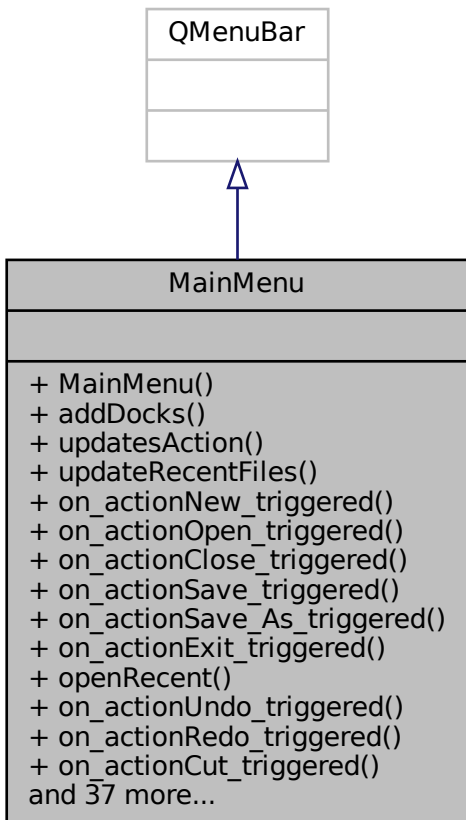 QMenuBar
MainMenu
+ MainMenu()
+ addDocks()
+ updatesAction()
+ updateRecentFiles()
+ on_actionNew_triggered()
+ on_actionOpen_triggered()
+ on_actionClose_triggered()
+ on_actionSave_triggered()
+ on_actionSave_As_triggered()
+ on_actionExit_triggered()
+ openRecent()
+ on_actionUndo_triggered()
+ on_actionRedo_triggered()
+ on_actionCut_triggered()
and 37 more...